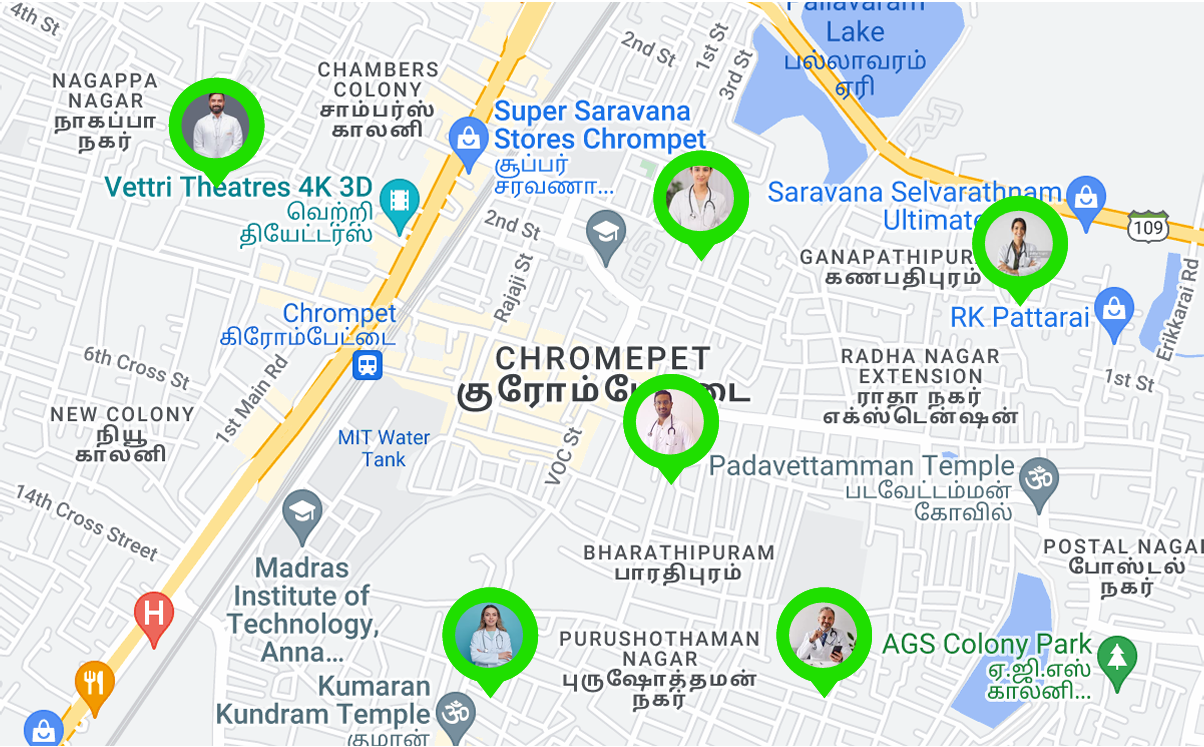 4th St
Pallavaram
Lake
பல்லாவரம்
ஏரி
2nd St
1st St
3rd St
NAGAPPA
NAGAR
நாகப்பா
நகர்
CHAMBERS
COLONY
சாம்பர்ஸ்
காலனி
Super Saravana
Stores Chrompet
சூப்பர்
சரவணா...
Vettri Theatres 4K 3D
வெற்றி
தியேட்டர்ஸ்
Saravana Selvarathnam
Ultimate
109
2nd St
GANAPATHIPUR
கணபதிபுரம்
Rajaji St
Erikkarai Rd
Chrompet
கிரோம்பேட்டை
RK Pattarai
CHROMEPET
குரோம்பேட்டை
6th Cross St
1st Main Rd
RADHA NAGAR
EXTENSION
ராதா நகர்
எக்ஸ்டென்ஷன்
1st St
NEW COLONY
நியூ
காலனி
MIT Water
Tank
VOC St
Padavettamman Temple
படவேட்டம்மன்
கோவில்
14th Cross Street
Madras
Institute of
Technology,
Anna...
BHARATHIPURAM
பாரதிபுரம்
POSTAL NAGA
போஸ்டல்
நகர்
H
PURUSHOTHAMAN
NAGAR
புருஷோத்தமன்
நகர்
AGS Colony Park
ஏ.ஜி.எஸ்
காலனி...
Kumaran
Kundram Temple
குமரன்